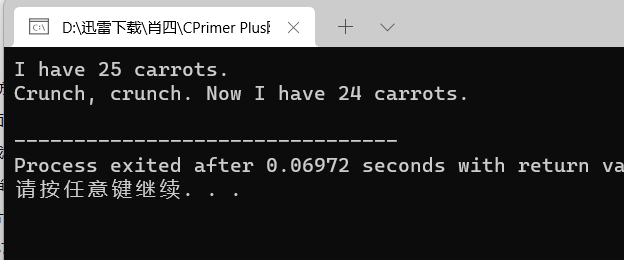 D:\迅雷下载\肖四\CPrimer Plus
I have 25 carrots.
Crunch, crunch. Now I have 24 carrots.
--------------------------------
Process exited after 0.06972 seconds with return va
请按任意键继续. . .